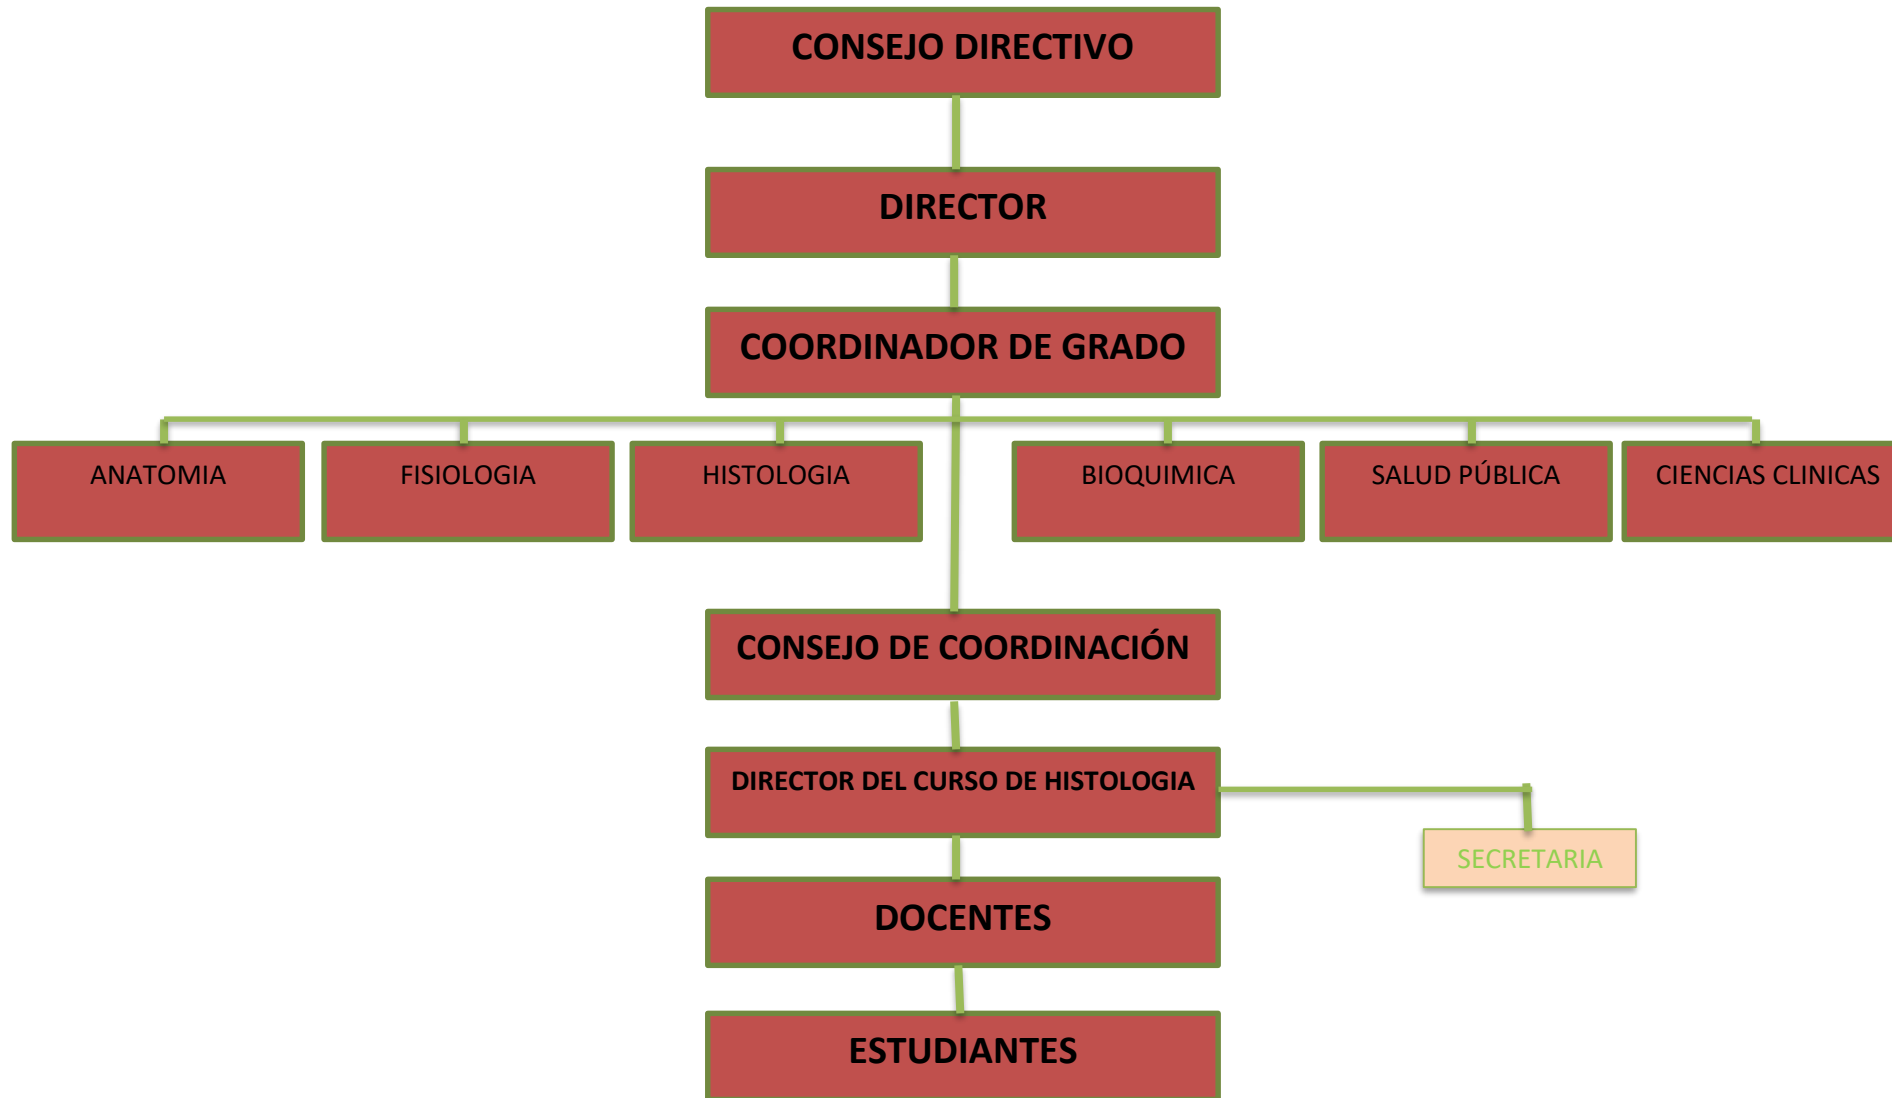 CONSEJO DIRECTIVO
DIRECTOR
COORDINADOR DE GRADO
ANATOMIA
FISIOLOGIA
HISTOLOGIA
BIOQUIMICA
SALUD PÚBLICA
CIENCIAS CLINICAS
CONSEJO DE COORDINACIÓN
DIRECTOR DEL CURSO DE HISTOLOGIA
SECRETARIA
DOCENTES
ESTUDIANTES